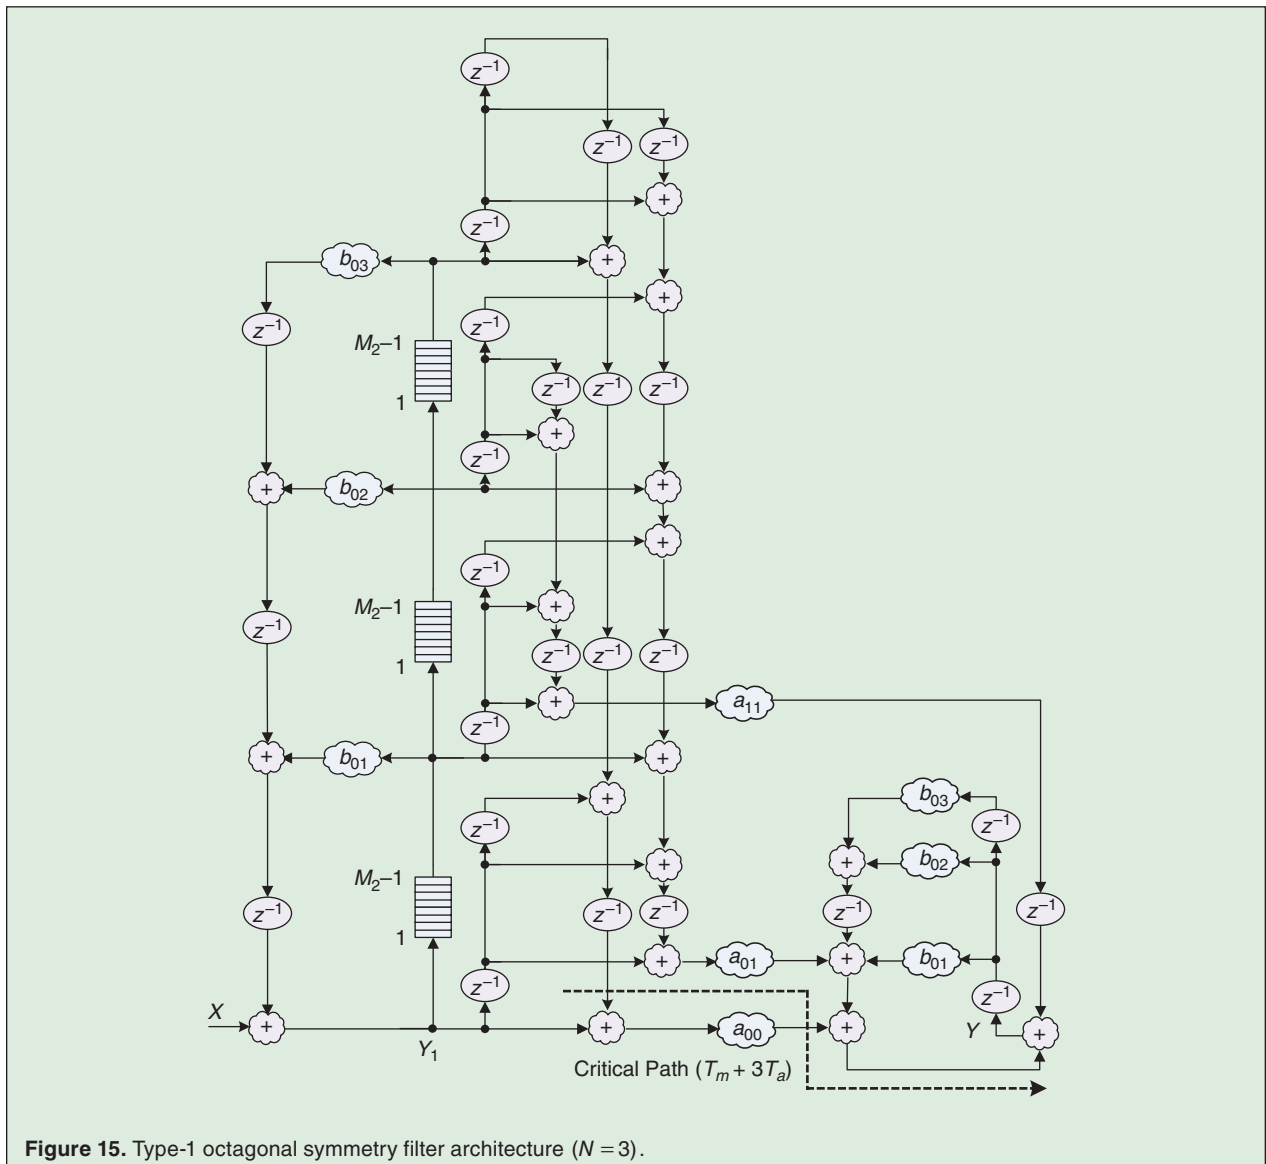 z⁻¹
z⁻¹ z⁻¹
+
z⁻¹
b₀₃ +
+
z⁻¹ z⁻¹
M₂–1
z⁻¹ z⁻¹ z⁻¹
1
+
z⁻¹
+ b₀₂ +
+
z⁻¹
M₂–1 +
z⁻¹
z⁻¹ z⁻¹ z⁻¹
1
+ a₁₁
z⁻¹
+ b₀₁ +
+ b₀₃
z⁻¹ z⁻¹
+ + b₀₂
M₂–1
z⁻¹ z⁻¹ z⁻¹ z⁻¹ z⁻¹
1
+ a₀₁ + b₀₁
z⁻¹ z⁻¹
X + + a₀₀ + Y +
Y₁
Critical Path (Tₘ + 3Tₐ)
Figure 15. Type-1 octagonal symmetry filter architecture (N = 3).